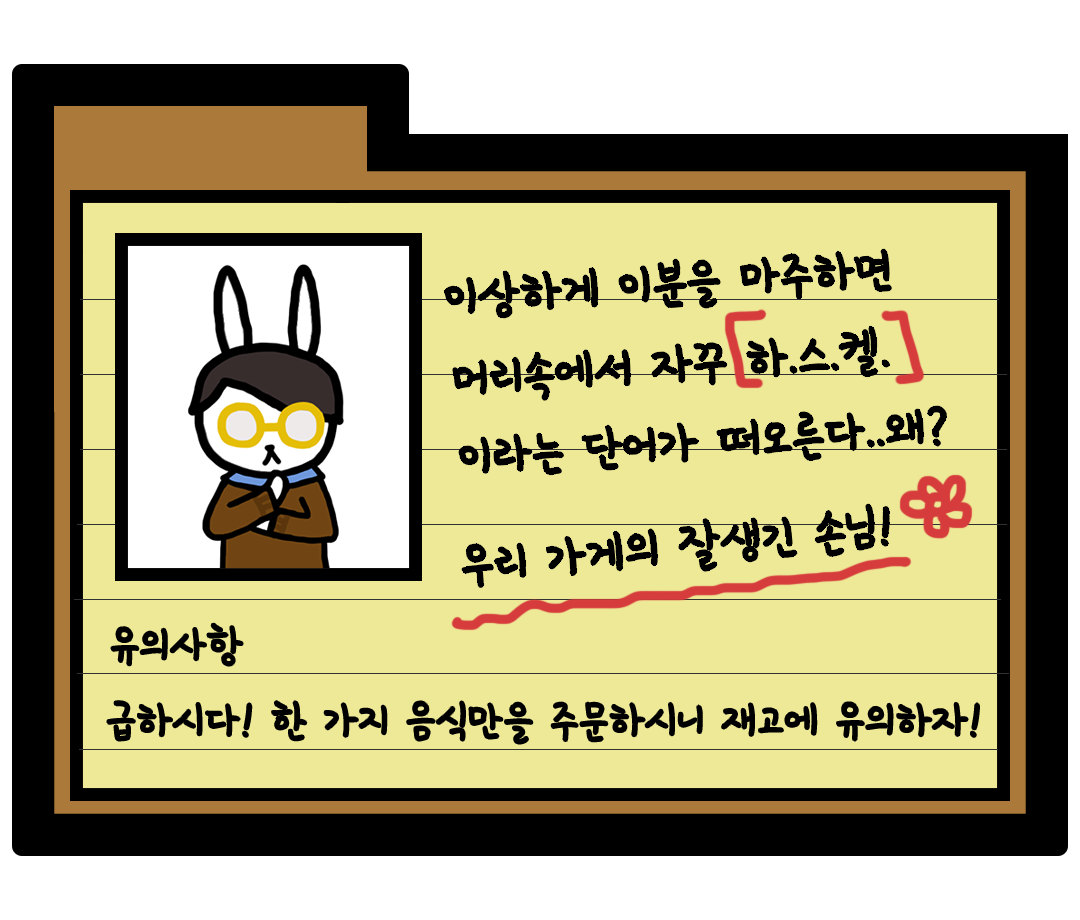 이상하게 이분을 마주하면
머리속에서 자꾸 [하.스.켈.]
이라는 단어가 떠오른다..왜?
우리 가게의 잘생긴 손님!
유의사항
급하시다! 한 가지 음식만을 주문하시니 재고에 유의하자!